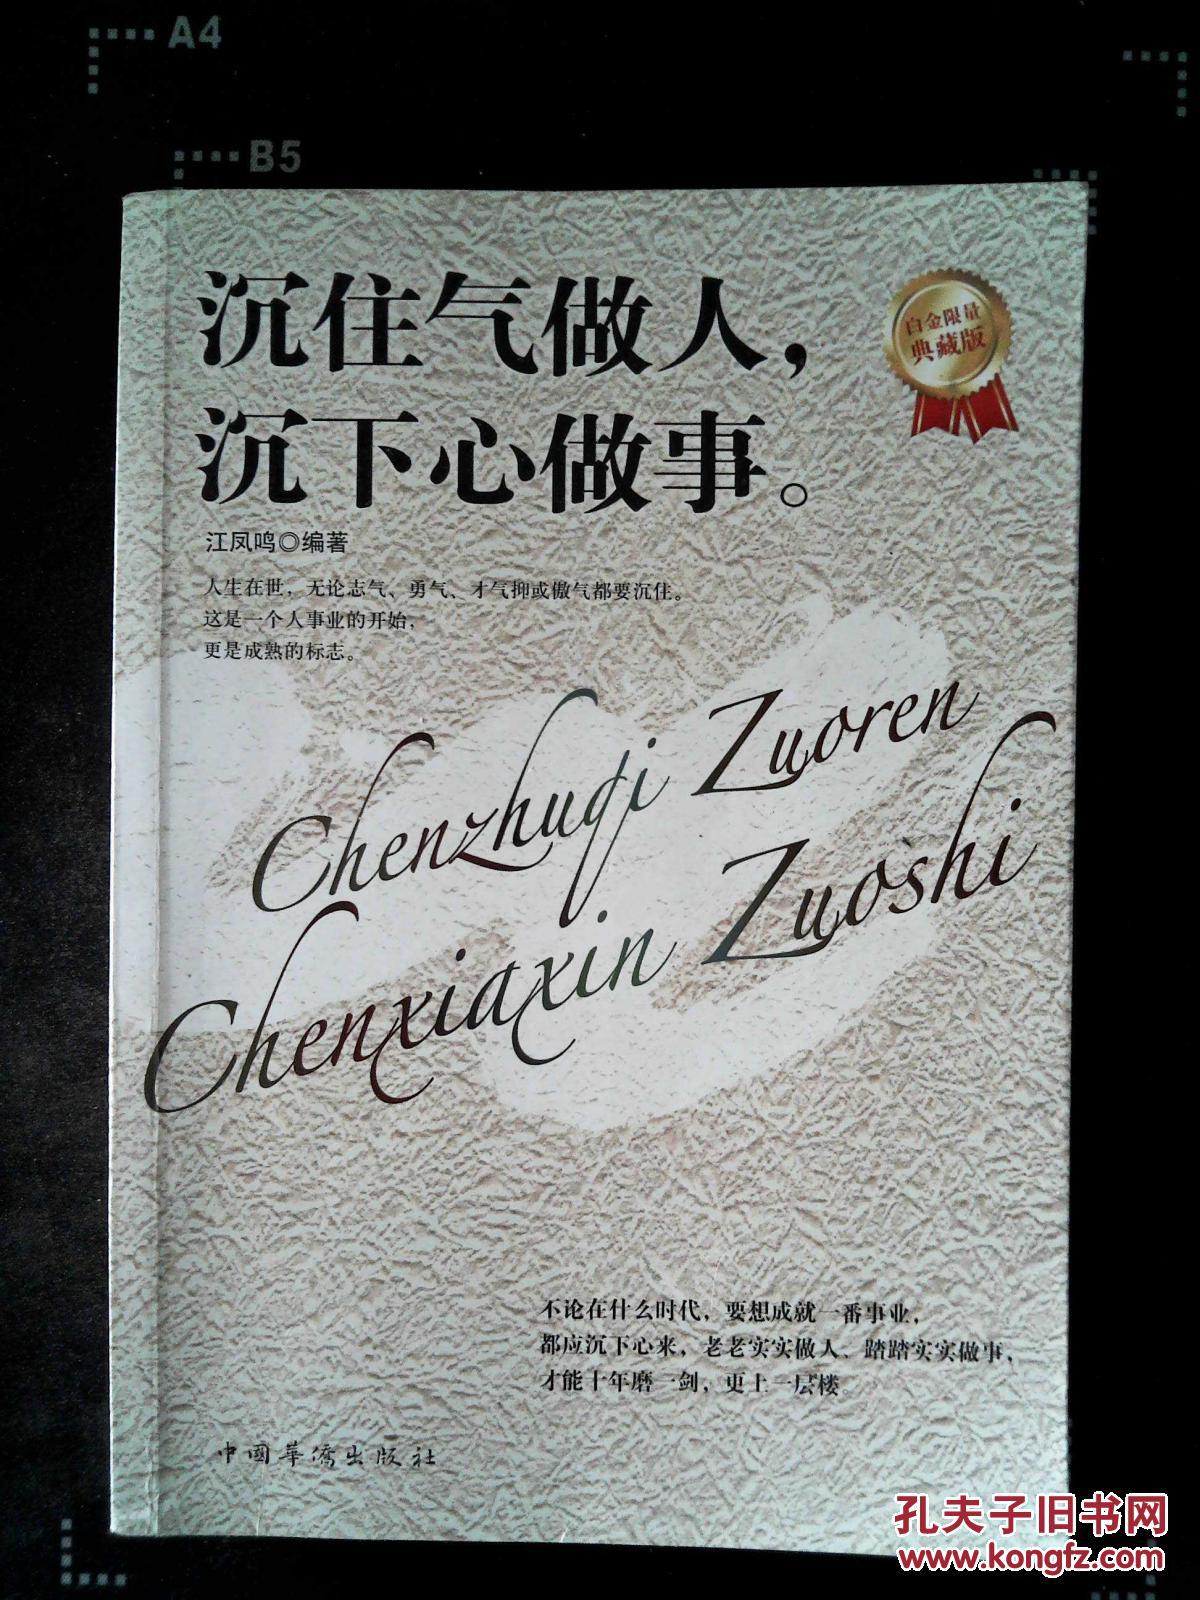 A4
B5
沉住气做人，
沉下心做事。
白金限量
典藏版
江凤鸣◎编著
人生在世，无论志气、勇气、才气抑或傲气都要沉住。
这是一个人事业的开始，
更是成熟的标志。
Chenzhuqi Zuoren
Chenxiaxin Zuoshi
不论在什么时代，要想成就一番事业，
都应沉下心来，老老实实做人、踏踏实实做事，
才能十年磨一剑，更上一层楼。
中國華僑出版社
孔夫子旧书网
www.kongfz.com